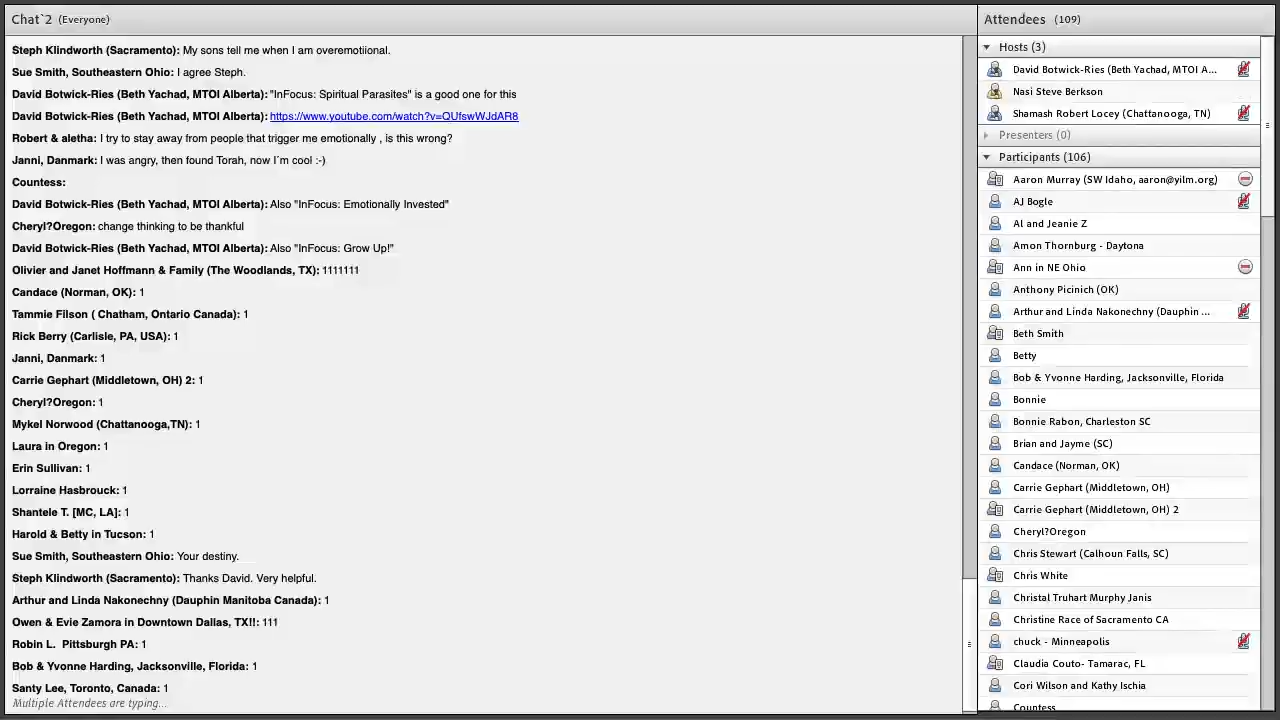 Chat`2 (Everyone)
Steph Klindworth (Sacramento): My sons tell me when I am overemotiional.
Sue Smith, Southeastern Ohio: I agree Steph.
David Botwick-Ries (Beth Yachad, MTOI Alberta): "InFocus: Spiritual Parasites" is a good one for this
David Botwick-Ries (Beth Yachad, MTOI Alberta): https://www.youtube.com/watch?v=QUfswWJdAR8
Robert & aletha: I try to stay away from people that trigger me emotionally , is this wrong?
Janni, Danmark: I was angry, then found Torah, now I´m cool :-)
Countess:
David Botwick-Ries (Beth Yachad, MTOI Alberta): Also "InFocus: Emotionally Invested"
Cheryl?Oregon: change thinking to be thankful
David Botwick-Ries (Beth Yachad, MTOI Alberta): Also "InFocus: Grow Up!"
Olivier and Janet Hoffmann & Family (The Woodlands, TX): 1111111
Candace (Norman, OK): 1
Tammie Filson ( Chatham, Ontario Canada): 1
Rick Berry (Carlisle, PA, USA): 1
Janni, Danmark: 1
Carrie Gephart (Middletown, OH) 2: 1
Cheryl?Oregon: 1
Mykel Norwood (Chattanooga,TN): 1
Laura in Oregon: 1
Erin Sullivan: 1
Lorraine Hasbrouck: 1
Shantele T. [MC, LA]: 1
Harold & Betty in Tucson: 1
Sue Smith, Southeastern Ohio: Your destiny.
Steph Klindworth (Sacramento): Thanks David. Very helpful.
Arthur and Linda Nakonechny (Dauphin Manitoba Canada): 1
Owen & Evie Zamora in Downtown Dallas, TX!!: 111
Robin L.  Pittsburgh PA: 1
Bob & Yvonne Harding, Jacksonville, Florida: 1
Santy Lee, Toronto, Canada: 1
Multiple Attendees are typing...
Attendees (109)
Hosts (3)
David Botwick-Ries (Beth Yachad, MTOI A...
Nasi Steve Berkson
Shamash Robert Locey (Chattanooga, TN)
Presenters (0)
Participants (106)
Aaron Murray (SW Idaho, aaron@yilm.org)
AJ Bogle
Al and Jeanie Z
Amon Thornburg - Daytona
Ann in NE Ohio
Anthony Picinich (OK)
Arthur and Linda Nakonechny (Dauphin ...
Beth Smith
Betty
Bob & Yvonne Harding, Jacksonville, Florida
Bonnie
Bonnie Rabon, Charleston SC
Brian and Jayme (SC)
Candace (Norman, OK)
Carrie Gephart (Middletown, OH)
Carrie Gephart (Middletown, OH) 2
Cheryl?Oregon
Chris Stewart (Calhoun Falls, SC)
Chris White
Christal Truhart Murphy Janis
Christine Race of Sacramento CA
chuck - Minneapolis
Claudia Couto- Tamarac, FL
Cori Wilson and Kathy Ischia
Countess